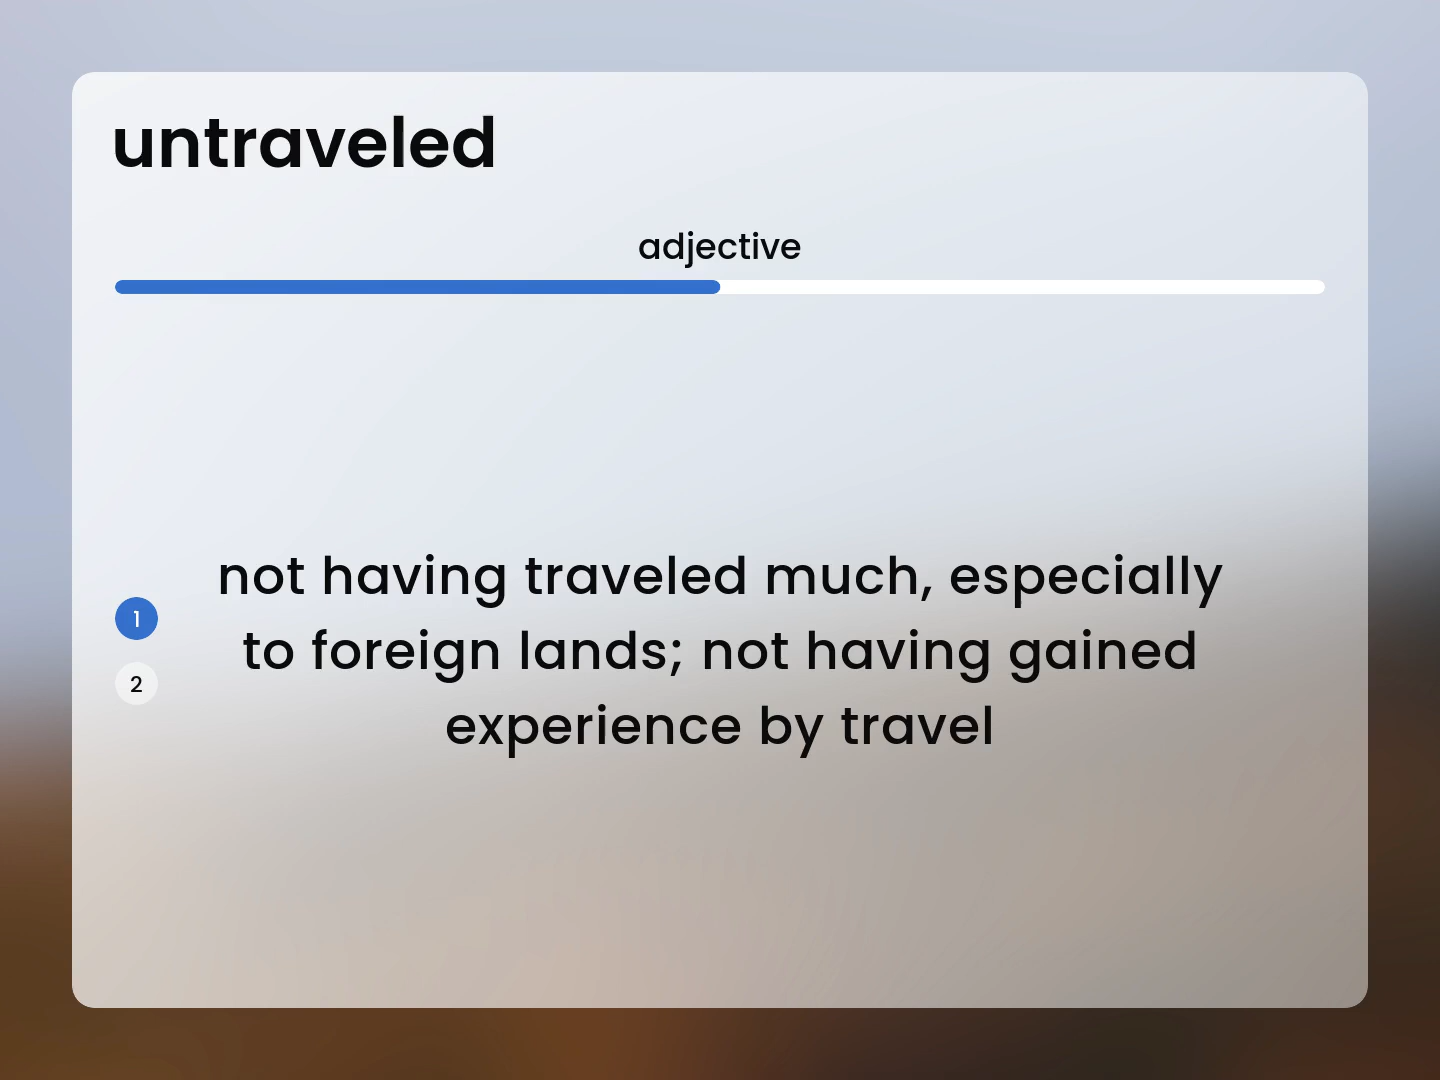 untraveled
adjective
not having traveled much, especially
1
to foreign lands; not having gained
2
experience by travel